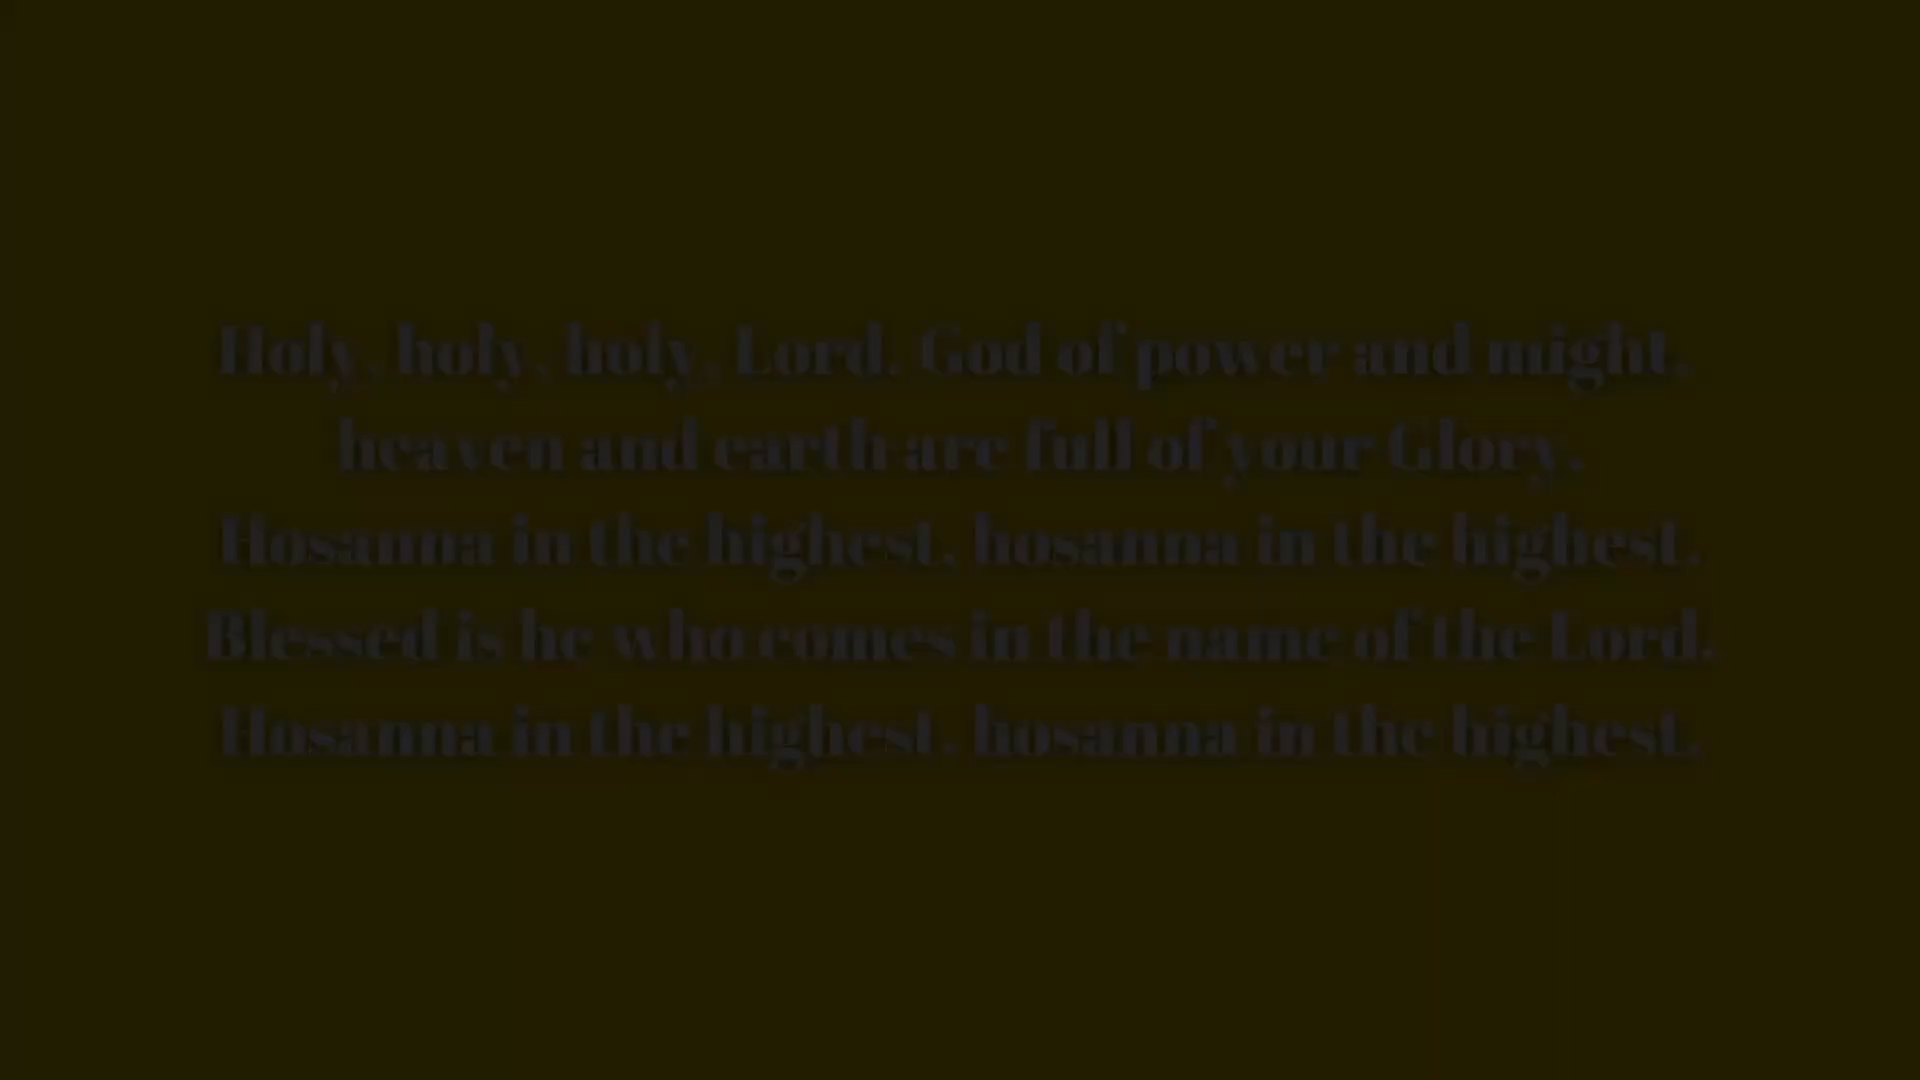 Holy, holy, holy, Lord, God of power and might,
heaven and earth are full of your Glory.
Hosanna in the highest, hosanna in the highest.
Blessed is he who comes in the name of the Lord.
Hosanna in the highest, hosanna in the highest.